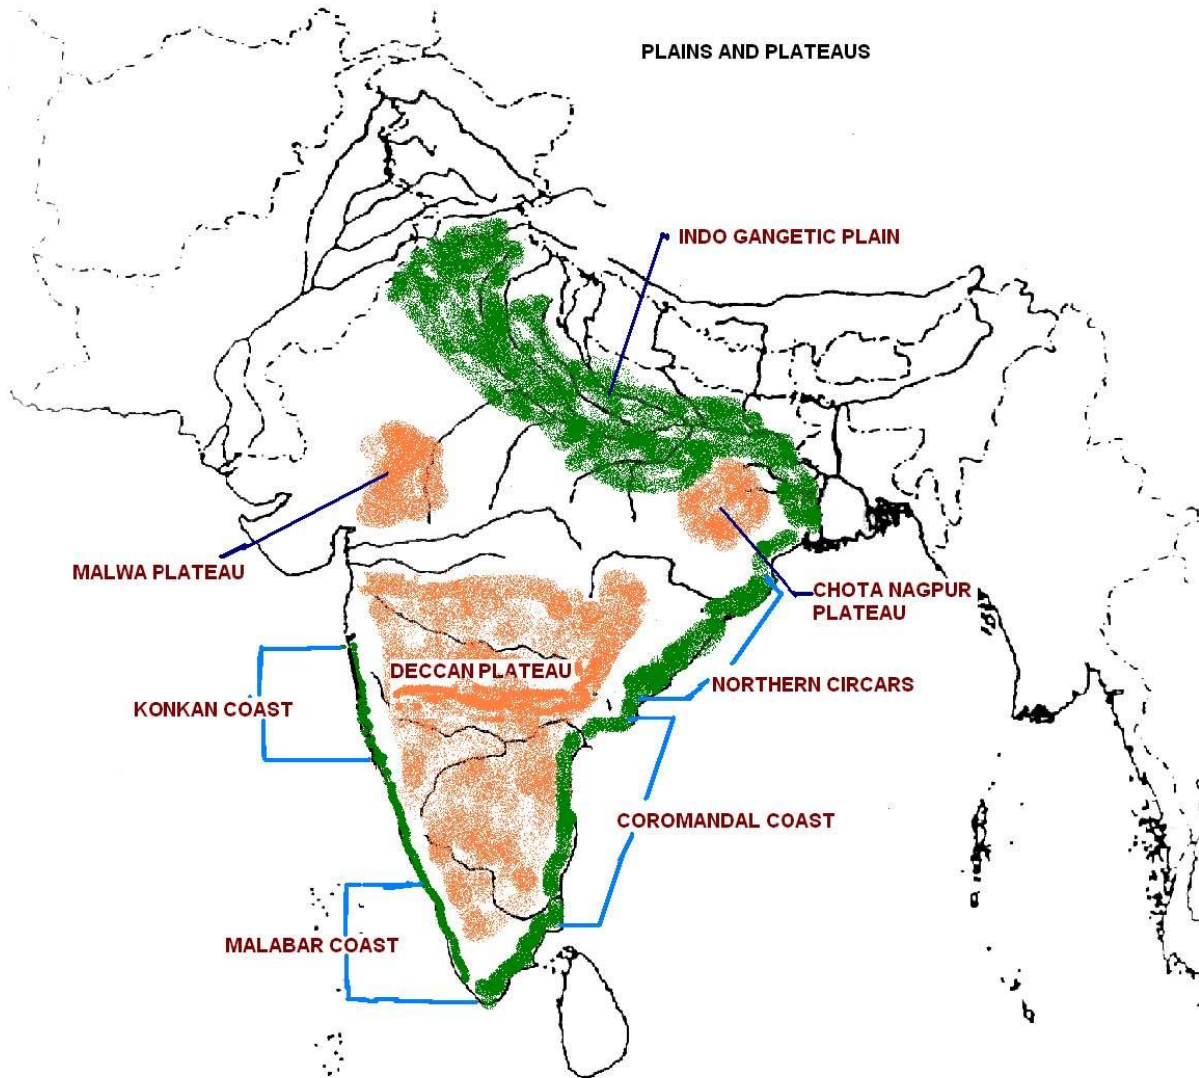 PLAINS AND PLATEAUS
INDO GANGETIC PLAIN
MALWA PLATEAU
CHOTA NAGPUR
PLATEAU
DECCAN PLATEAU
NORTHERN CIRCARS
KONKAN COAST
COROMANDAL COAST
MALABAR COAST